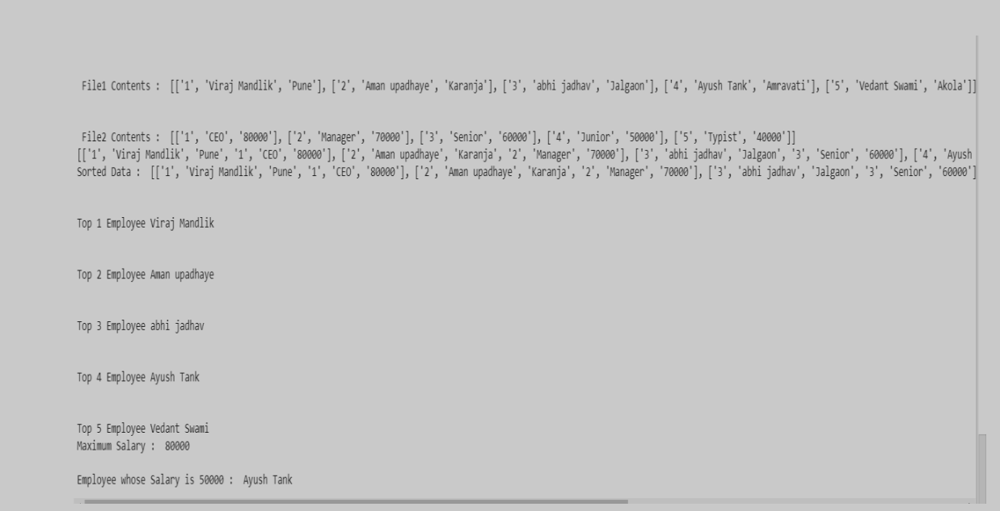 File1 Contents :  [['1', 'Viraj Mandlik', 'Pune'], ['2', 'Aman upadhaye', 'Karanja'], ['3', 'abhi jadhav', 'Jalgaon'], ['4', 'Ayush Tank', 'Amravati'], ['5', 'Vedant Swami', 'Akola']]
File2 Contents :  [['1', 'CEO', '80000'], ['2', 'Manager', '70000'], ['3', 'Senior', '60000'], ['4', 'Junior', '50000'], ['5', 'Typist', '40000']]
[['1', 'Viraj Mandlik', 'Pune', '1', 'CEO', '80000'], ['2', 'Aman upadhaye', 'Karanja', '2', 'Manager', '70000'], ['3', 'abhi jadhav', 'Jalgaon', '3', 'Senior', '60000'], ['4', 'Ayush
Sorted Data :  [['1', 'Viraj Mandlik', 'Pune', '1', 'CEO', '80000'], ['2', 'Aman upadhaye', 'Karanja', '2', 'Manager', '70000'], ['3', 'abhi jadhav', 'Jalgaon', '3', 'Senior', '60000']
Top 1 Employee Viraj Mandlik
Top 2 Employee Aman upadhaye
Top 3 Employee abhi jadhav
Top 4 Employee Ayush Tank
Top 5 Employee Vedant Swami
Maximum Salary :  80000
Employee whose Salary is 50000 :  Ayush Tank